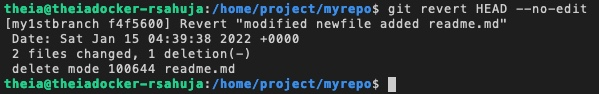 theia@theiadocker-rsahuja:/home/project/myrepo$ git revert HEAD --no-edit
[my1stbranch f4f5600] Revert "modified newfile added readme.md"
 Date: Sat Jan 15 04:39:38 2022 +0000
 2 files changed, 1 deletion(-)
 delete mode 100644 readme.md
theia@theiadocker-rsahuja:/home/project/myrepo$